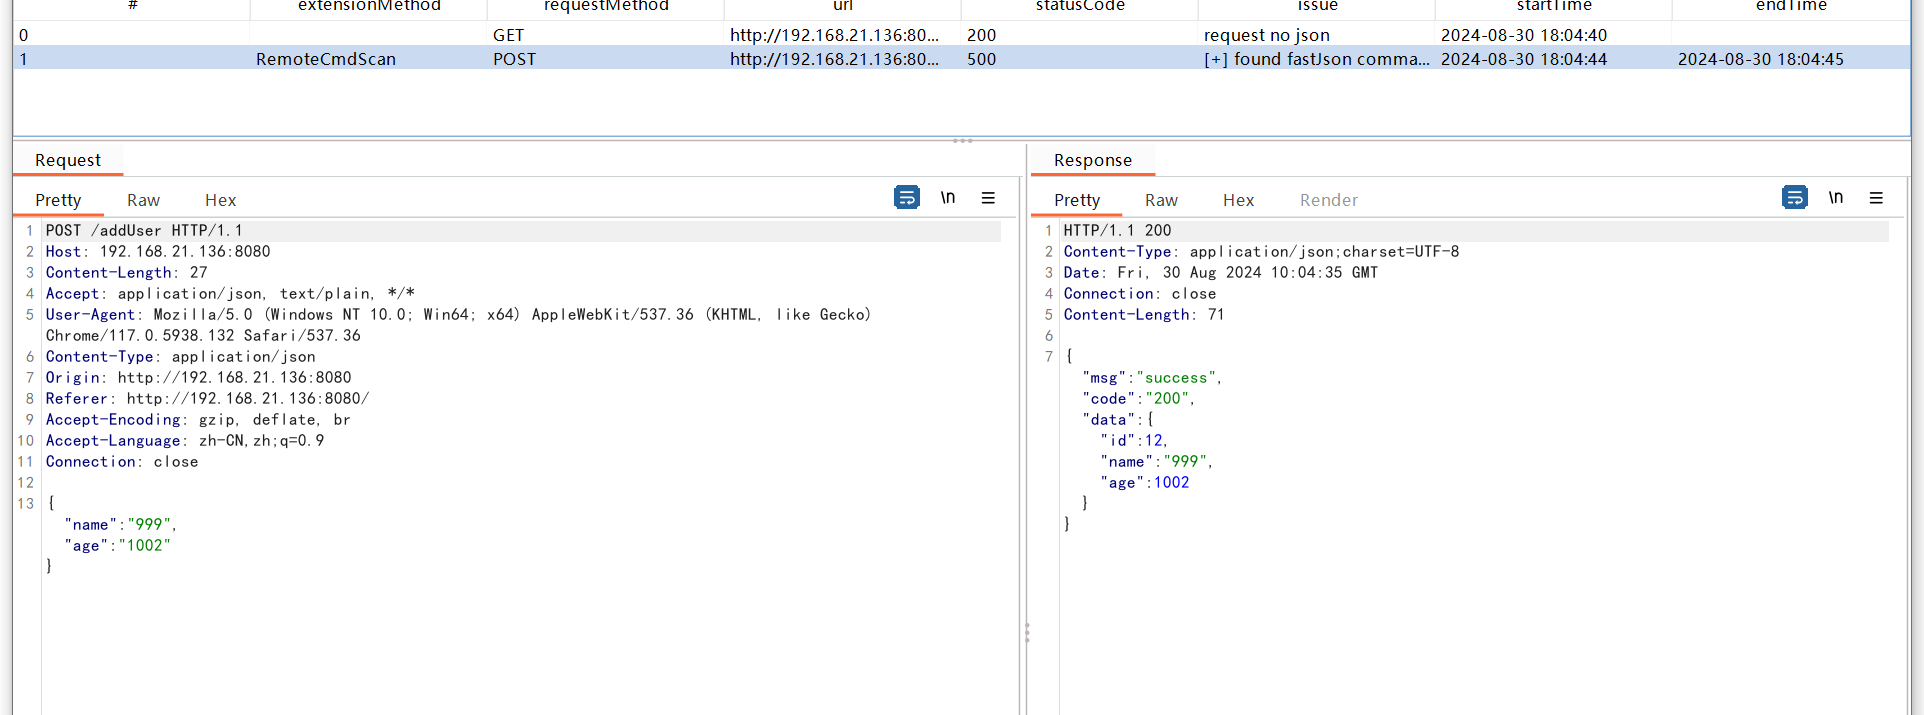 # extensionMethod requestMethod url statusCode issue startTime endTime
0 GET http://192.168.21.136:80... 200 request no json 2024-08-30 18:04:40
1 RemoteCmdScan POST http://192.168.21.136:80... 500 [+] found fastJson comma... 2024-08-30 18:04:44 2024-08-30 18:04:45
Request
Pretty Raw Hex \n
1 POST /addUser HTTP/1.1
2 Host: 192.168.21.136:8080
3 Content-Length: 27
4 Accept: application/json, text/plain, */*
5 User-Agent: Mozilla/5.0 (Windows NT 10.0; Win64; x64) AppleWebKit/537.36 (KHTML, like Gecko)
Chrome/117.0.5938.132 Safari/537.36
6 Content-Type: application/json
7 Origin: http://192.168.21.136:8080
8 Referer: http://192.168.21.136:8080/
9 Accept-Encoding: gzip, deflate, br
10 Accept-Language: zh-CN,zh;q=0.9
11 Connection: close
12
13 {
"name":"999",
"age":"1002"
}
Response
Pretty Raw Hex Render \n
1 HTTP/1.1 200
2 Content-Type: application/json;charset=UTF-8
3 Date: Fri, 30 Aug 2024 10:04:35 GMT
4 Connection: close
5 Content-Length: 71
6
7 {
"msg":"success",
"code":"200",
"data":{
"id":12,
"name":"999",
"age":1002
}
}